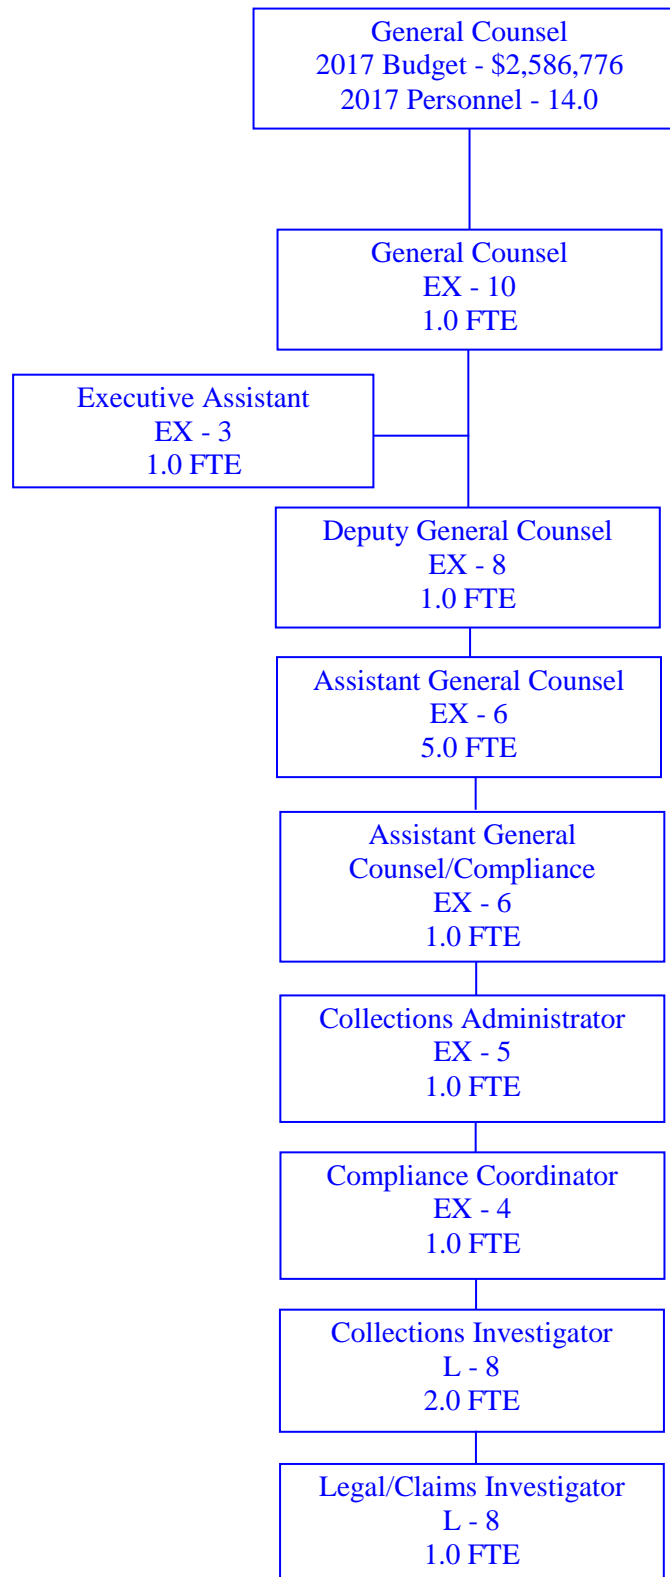 General Counsel
2017 Budget - $2,586,776
2017 Personnel - 14.0
General Counsel
EX - 10
1.0 FTE
Executive Assistant
EX - 3
1.0 FTE
Deputy General Counsel
EX - 8
1.0 FTE
Assistant General Counsel
EX - 6
5.0 FTE
Assistant General
Counsel/Compliance
EX - 6
1.0 FTE
Collections Administrator
EX - 5
1.0 FTE
Compliance Coordinator
EX - 4
1.0 FTE
Collections Investigator
L - 8
2.0 FTE
Legal/Claims Investigator
L - 8
1.0 FTE